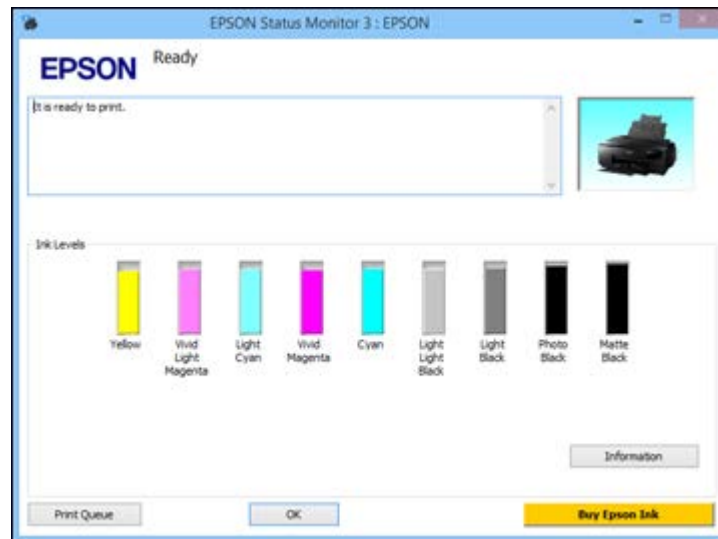 EPSON Status Monitor 3 : EPSON
EPSON
Ready
It is ready to print.
Ink Levels
Yellow
Vivid
Light
Magenta
Light
Cyan
Vivid
Magenta
Cyan
Light
Light
Black
Light
Black
Photo
Black
Matte
Black
Information
Print Queue
OK
Buy Epson Ink